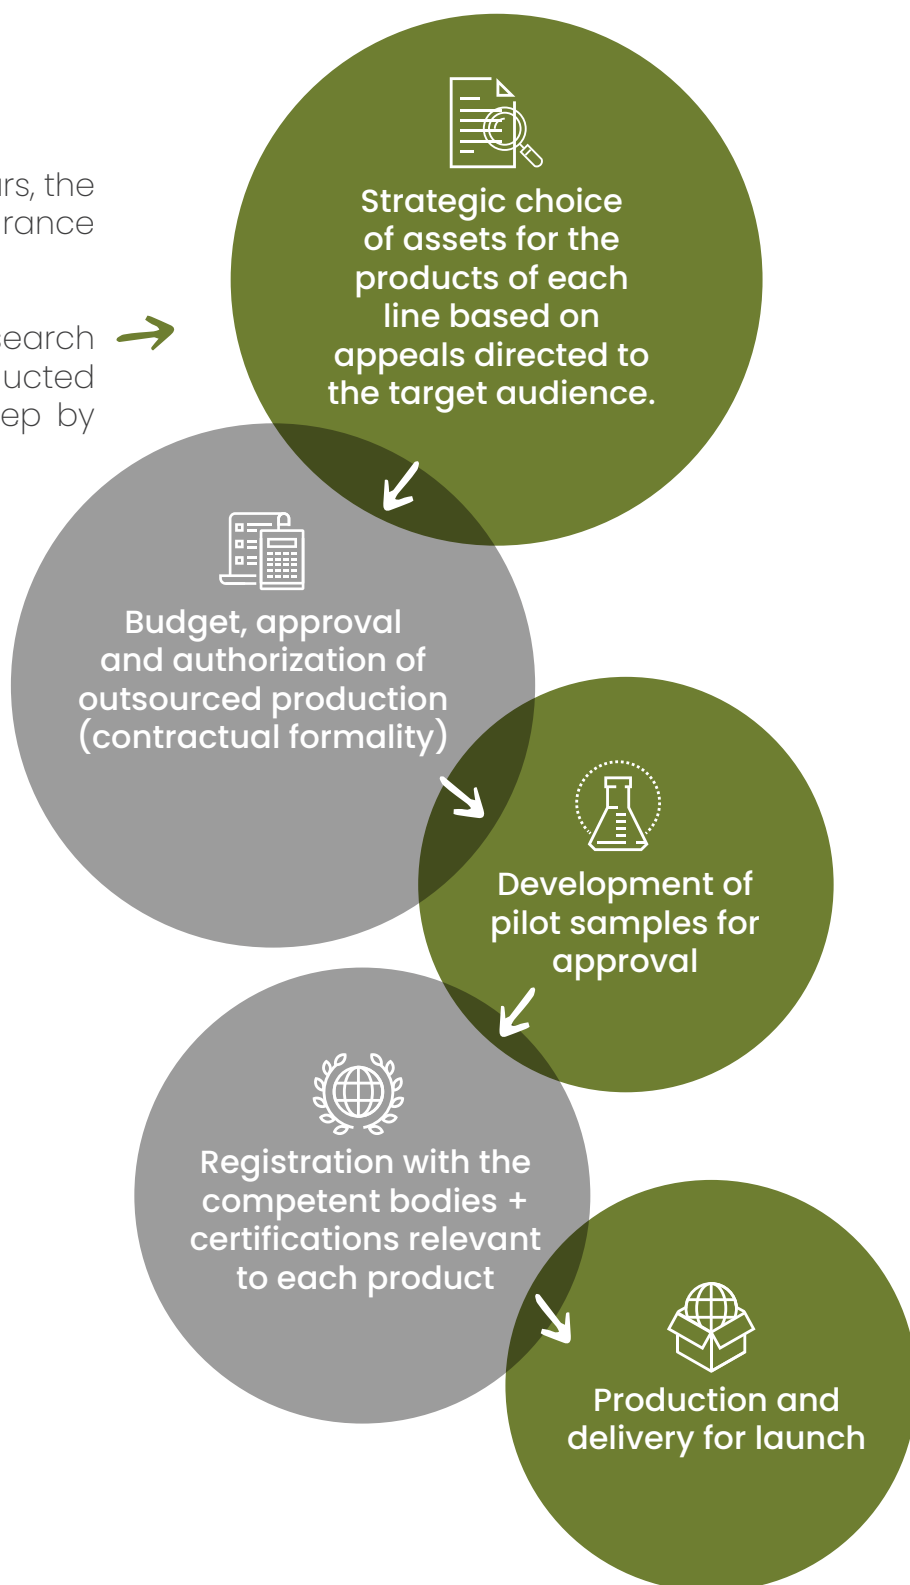 Strategic choice
of assets for the
products of each
line based on
appeals directed to
the target audience.
Budget, approval
and authorization of
outsourced production
(contractual formality)
Development of
pilot samples for
approval
Registration with the
competent bodies +
certifications relevant
to each product
Production and
delivery for launch
the
by